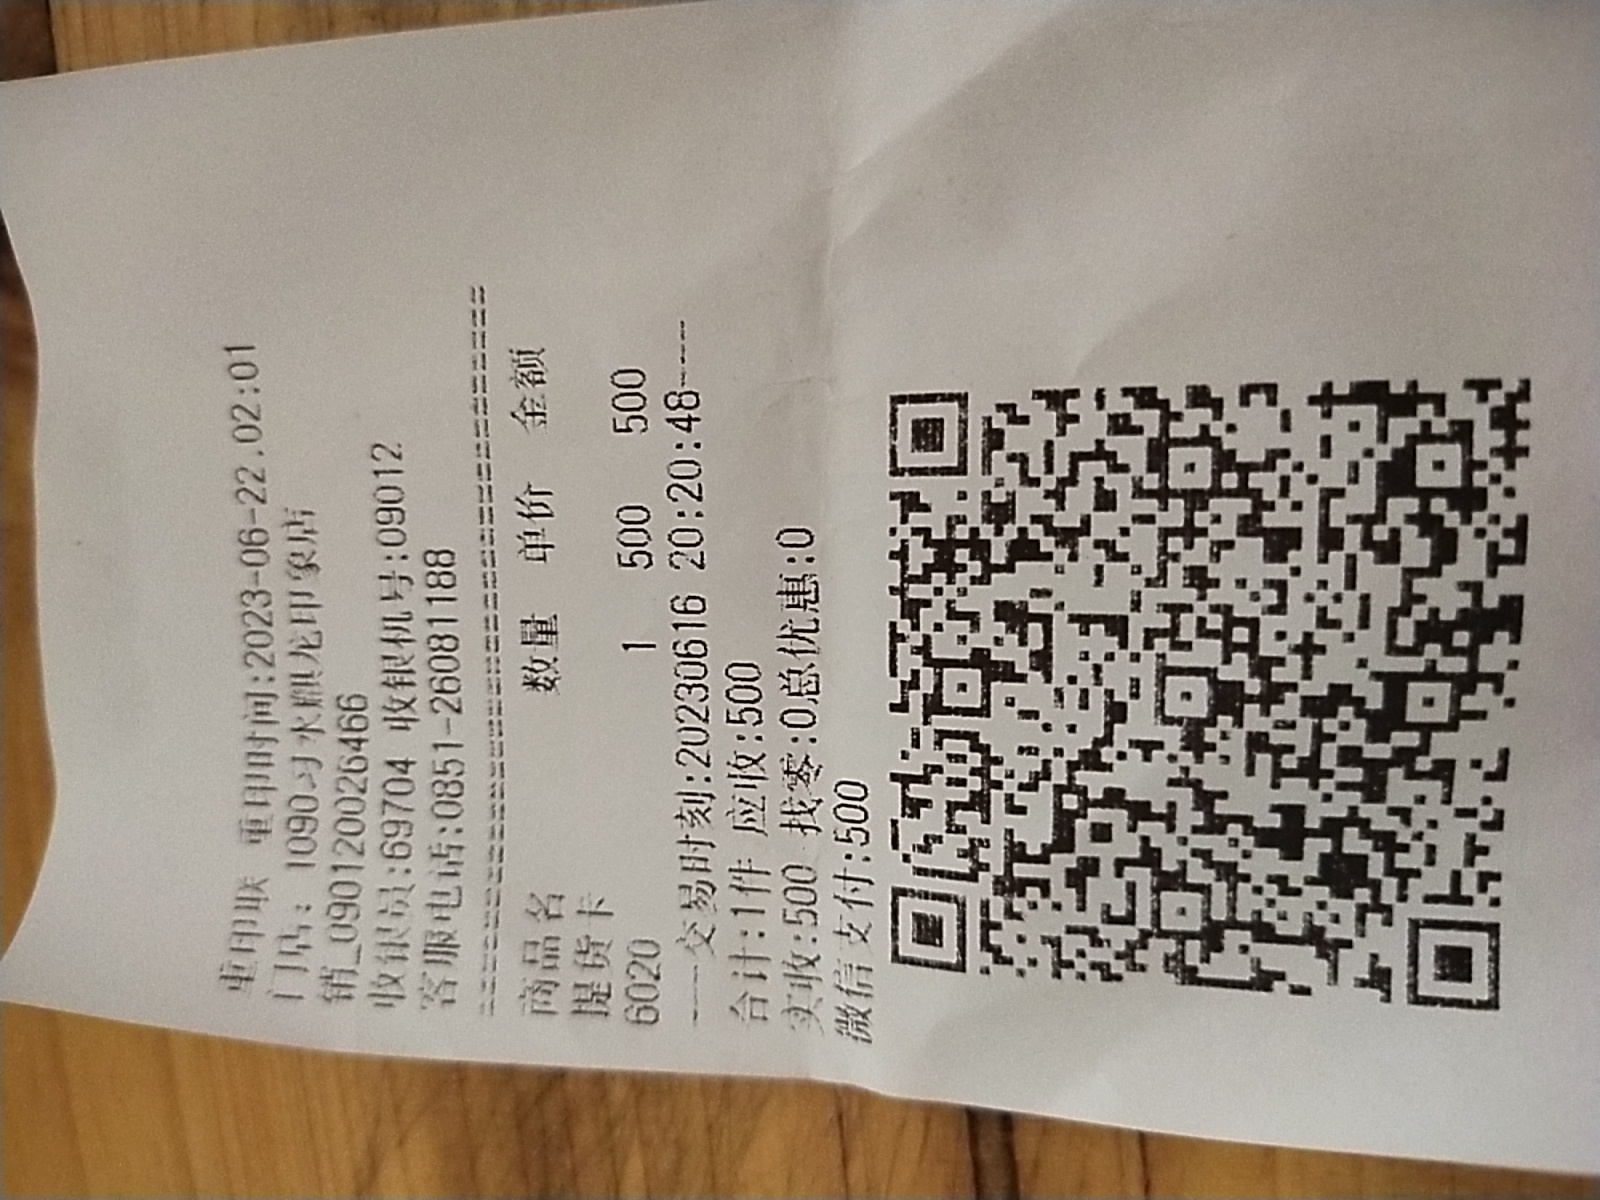 重印联 重印时间:2023-06-22.02:01
门店: 1090习水麒龙印象店
销_090120026466
收银员:69704 收银机号:09012
客服电话:0851-26081188
================================
商品名 数量 单价 金额
提货卡
6020 1 500 500
----交易时刻:20230616 20:20:48----
合计:1件 应收:500
实收:500 找零:0总优惠:0
微信支付:500